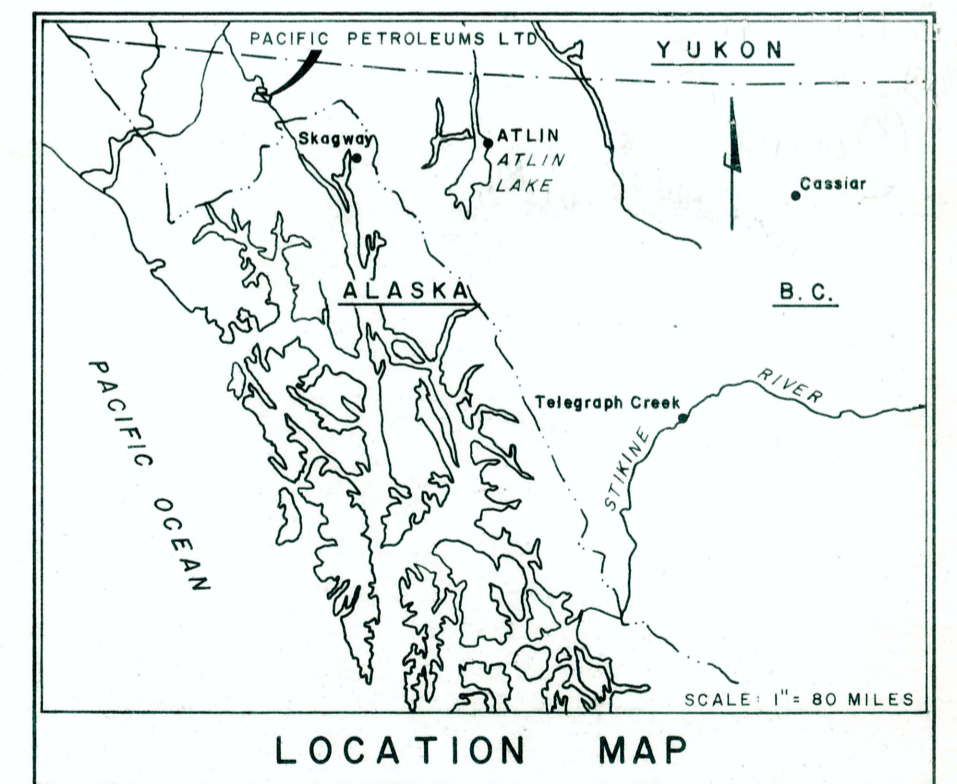 PACIFIC PETROLEUMS LTD
YUKON
Skagway
ATLIN
ATLIN
LAKE
Cassiar
ALASKA
B.C.
PACIFIC OCEAN
Telegraph Creek
STIKINE
RIVER
SCALE: 1" = 80 MILES
LOCATION MAP